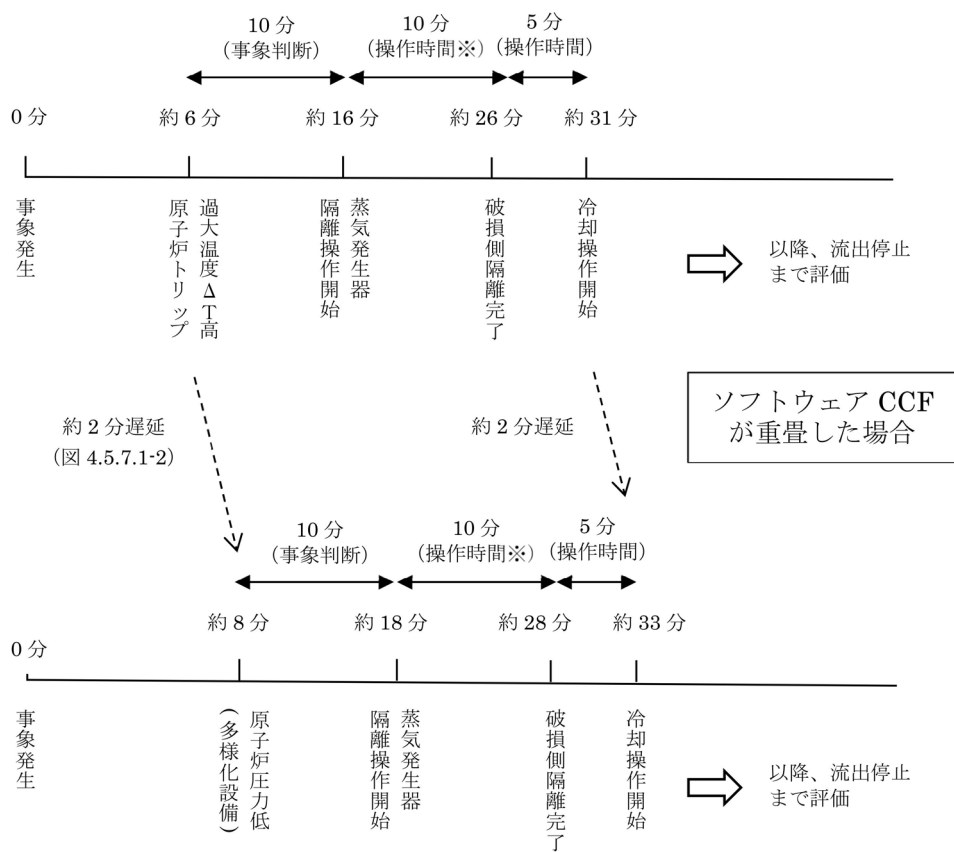 10分
(事象判断)
10分
(操作時間※)
5分
(操作時間)
0分
約6分
約16分
約26分
約31分
事象発生
過大温度ΔT高
原子炉トリップ
蒸気発生器
隔離操作開始
破損側隔離完了
冷却操作開始
以降、流出停止
まで評価
約2分遅延
(図 4.5.7.1-2)
約2分遅延
ソフトウェア CCF
が重畳した場合
10分
(事象判断)
10分
(操作時間※)
5分
(操作時間)
0分
約8分
約18分
約28分
約33分
事象発生
原子炉圧力低
(多様化設備)
蒸気発生器
隔離操作開始
破損側隔離完了
冷却操作開始
以降、流出停止
まで評価